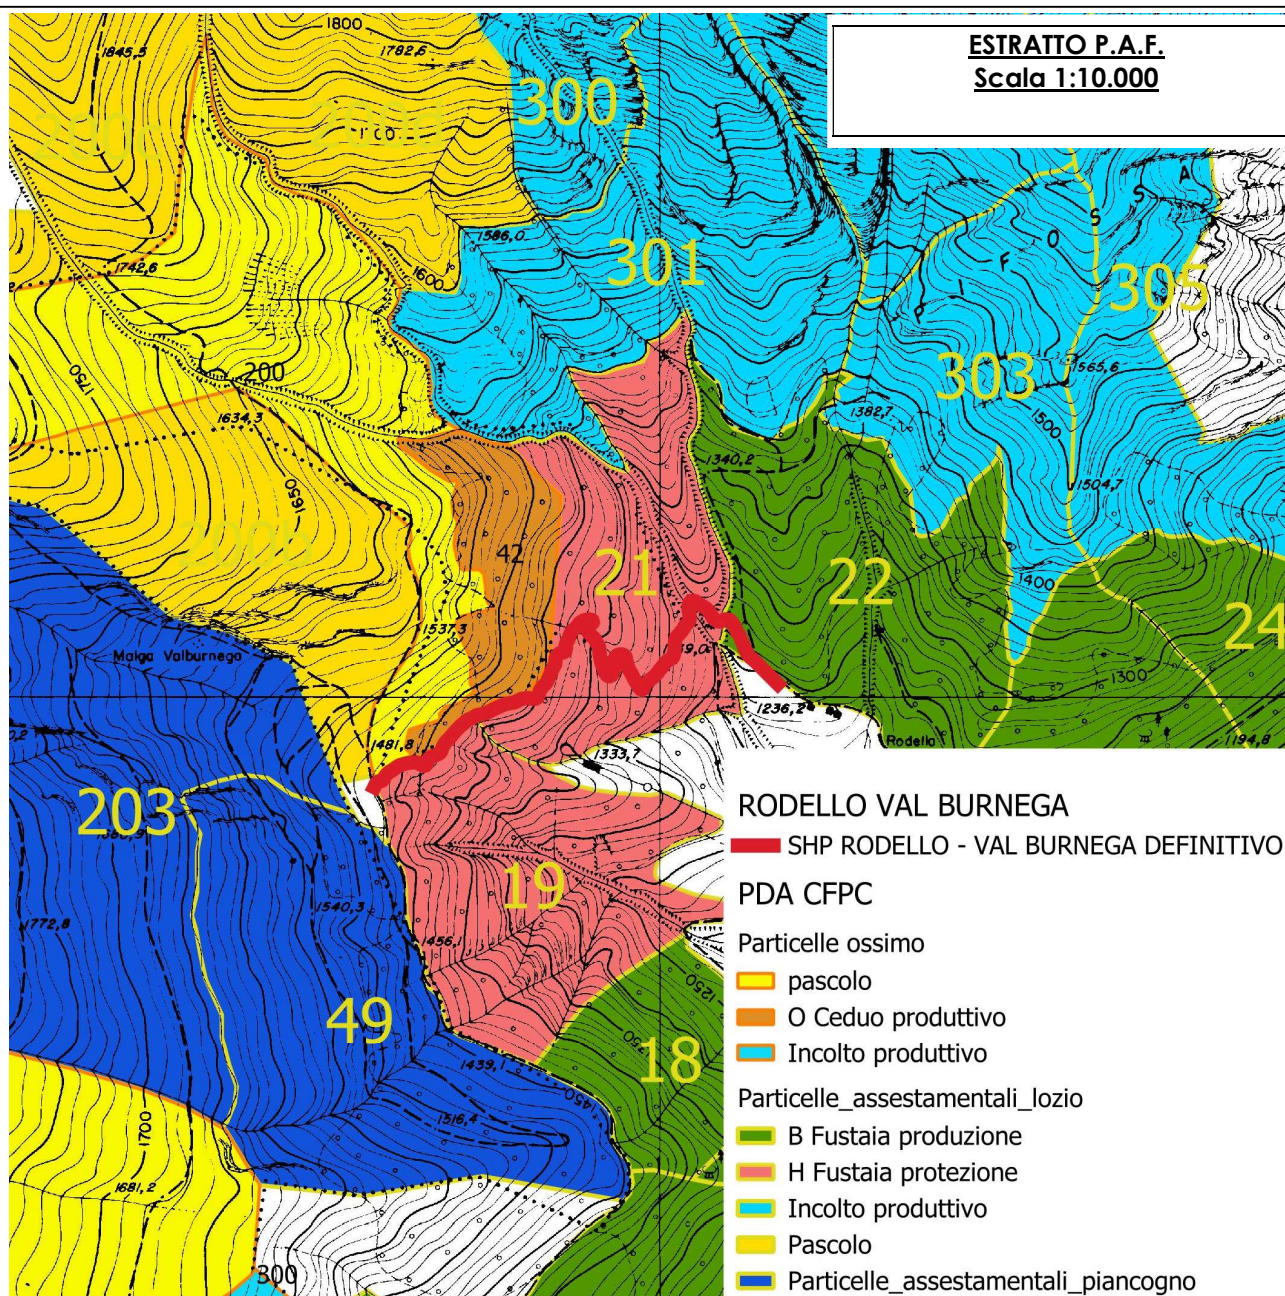 ESTRATTO P.A.F.
Scala 1:10.000
1800
1845,5
1782,6
300
200d
301
1586,0
1600
1742,6
P I F O S S A
305
303
1565,6
1750
200
1634,3
1382,7
1500
1340,2
1504,7
1650
200b
42
21
22
1400
24
1537,3
Malga Valburnega
1300
1236,2
1481,8
Rodello
1194,8
1333,7
203
1540,3
19
1772,8
1456,1
1250
49
18
1439,1
1450
1516,4
1700
1681,2
300
RODELLO VAL BURNEGA
SHP RODELLO - VAL BURNEGA DEFINITIVO
PDA CFPC
Particelle ossimo
pascolo
O Ceduo produttivo
Incolto produttivo
Particelle_assestamentali_lozio
B Fustaia produzione
H Fustaia protezione
Incolto produttivo
Pascolo
Particelle_assestamentali_piancogno